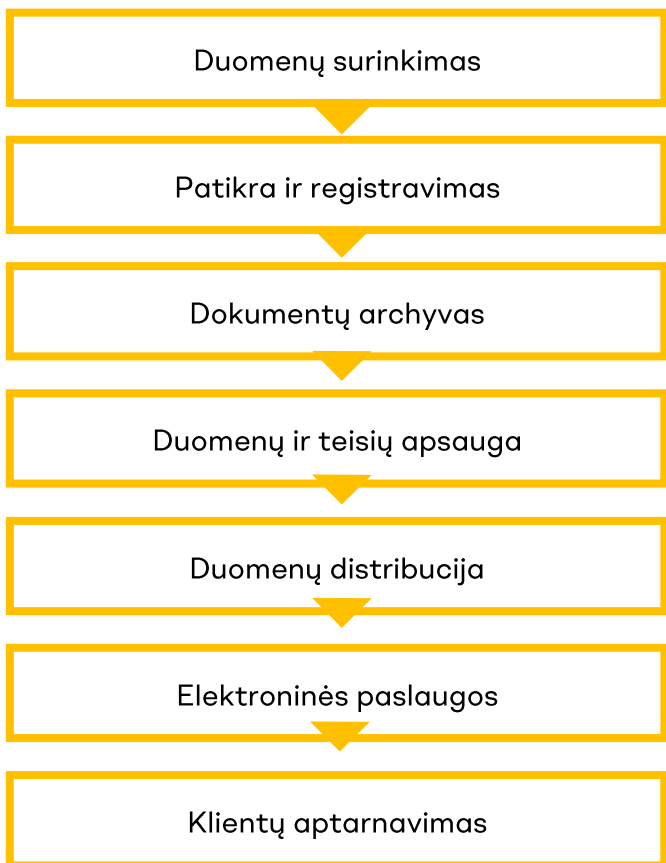 Duomenų surinkimas
Patikra ir registravimas
Dokumentų archyvas
Duomenų ir teisių apsauga
Duomenų distribucija
Elektroninės paslaugos
Klientų aptarnavimas